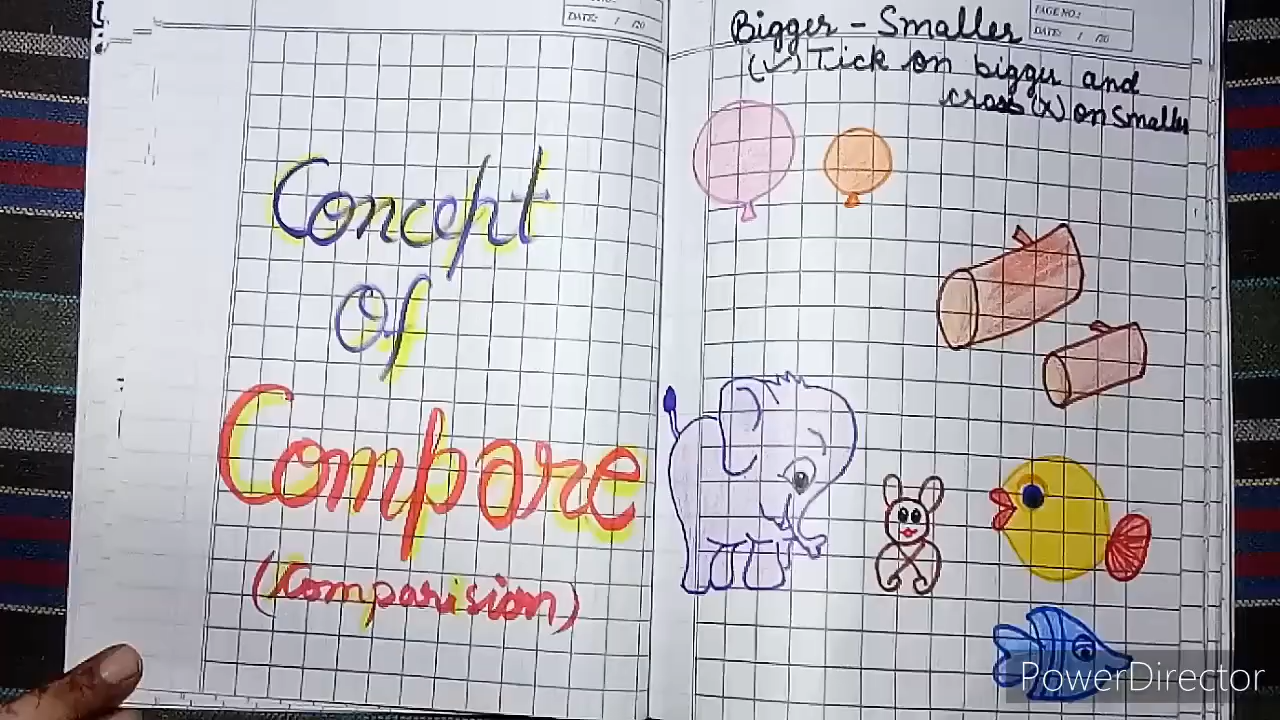 DATE: / /20
Concept
Of
Compare
(Comparision)
PAGE NO.:
DATE: / /20
Bigger - Smaller
(✓) Tick on bigger and
cross (x) on smaller
PowerDirector